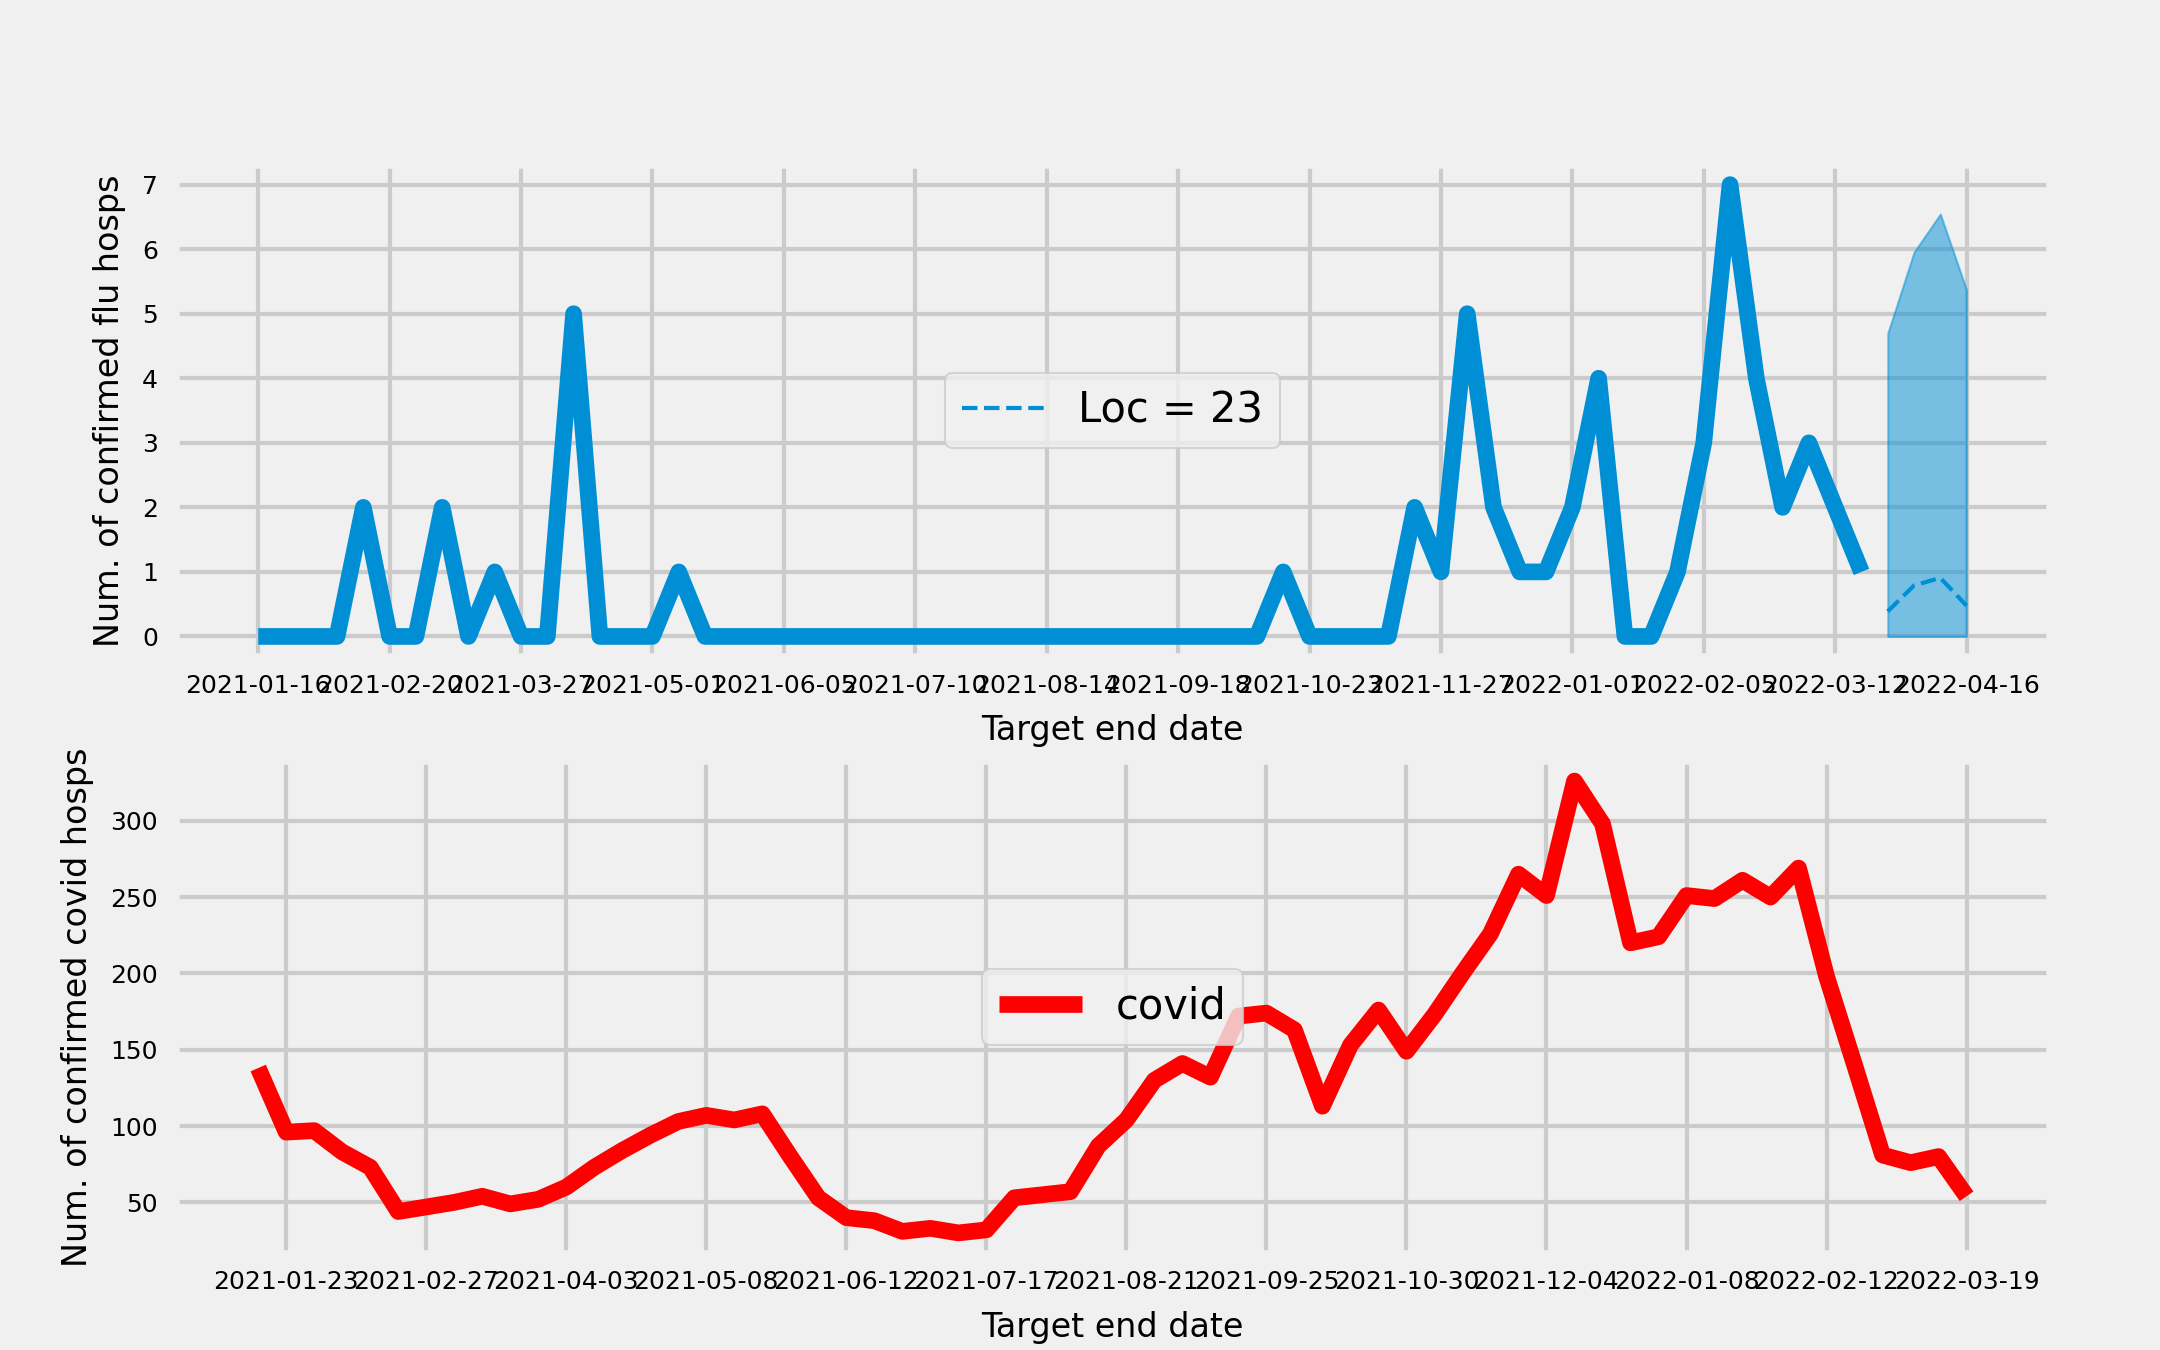 Num. of confirmed flu hosps
7
6
5
4
3
2
1
0
Loc = 23
2021-01-16 2021-02-20 2021-03-27 2021-05-01 2021-06-05 2021-07-10 2021-08-14 2021-09-18 2021-10-23 2021-11-27 2022-01-01 2022-02-05 2022-03-12 2022-04-16
Target end date
Num. of confirmed covid hosps
300
250
200
150
100
50
covid
2021-01-23 2021-02-27 2021-04-03 2021-05-08 2021-06-12 2021-07-17 2021-08-21 2021-09-25 2021-10-30 2021-12-04 2022-01-08 2022-02-12 2022-03-19
Target end date